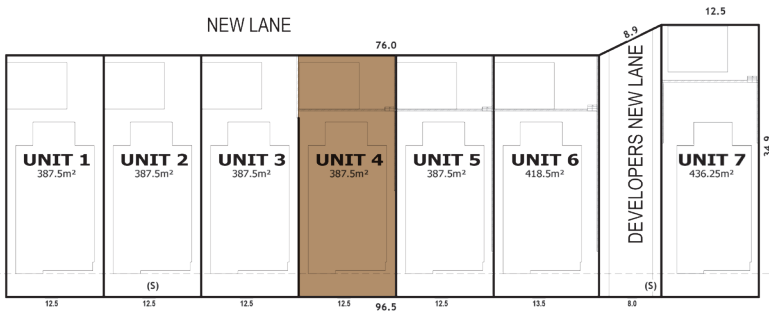 NEW LANE
12.5
8.9
76.0
DEVELOPERS NEW LANE
34.9
UNIT 1
387.5m²
UNIT 2
387.5m²
UNIT 3
387.5m²
UNIT 4
387.5m²
UNIT 5
387.5m²
UNIT 6
418.5m²
UNIT 7
436.25m²
(S)
(S)
12.5
12.5
12.5
12.5
96.5
12.5
13.5
8.0